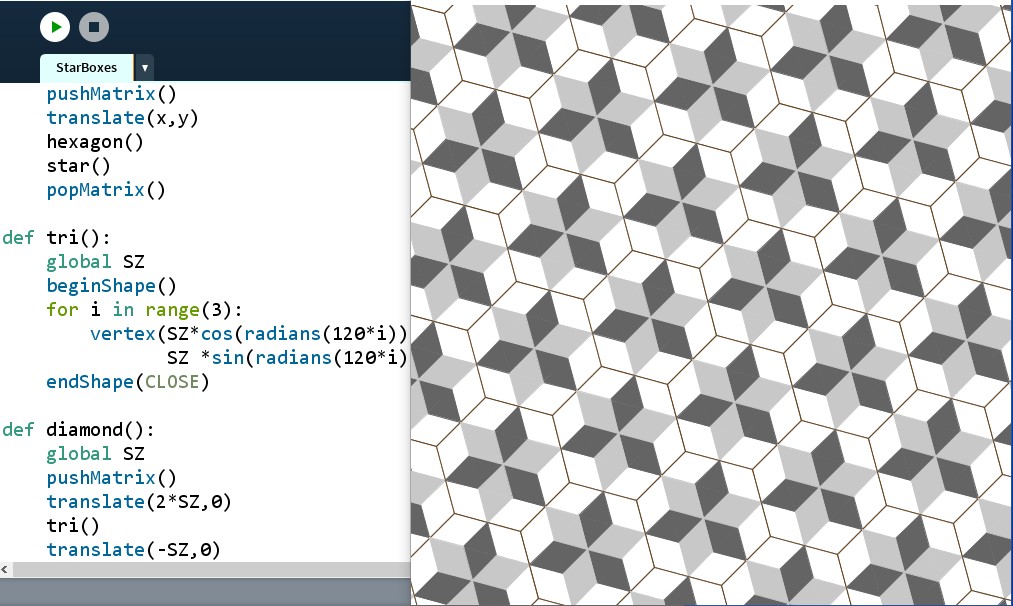 StarBoxes
pushMatrix()
translate(x,y)
hexagon()
star()
popMatrix()
def tri():
global SZ
beginShape()
for i in range(3):
vertex(SZ*cos(radians(120*i))
SZ *sin(radians(120*i)
endShape(CLOSE)
def diamond():
global SZ
pushMatrix()
translate(2*SZ,0)
tri()
translate(-SZ,0)